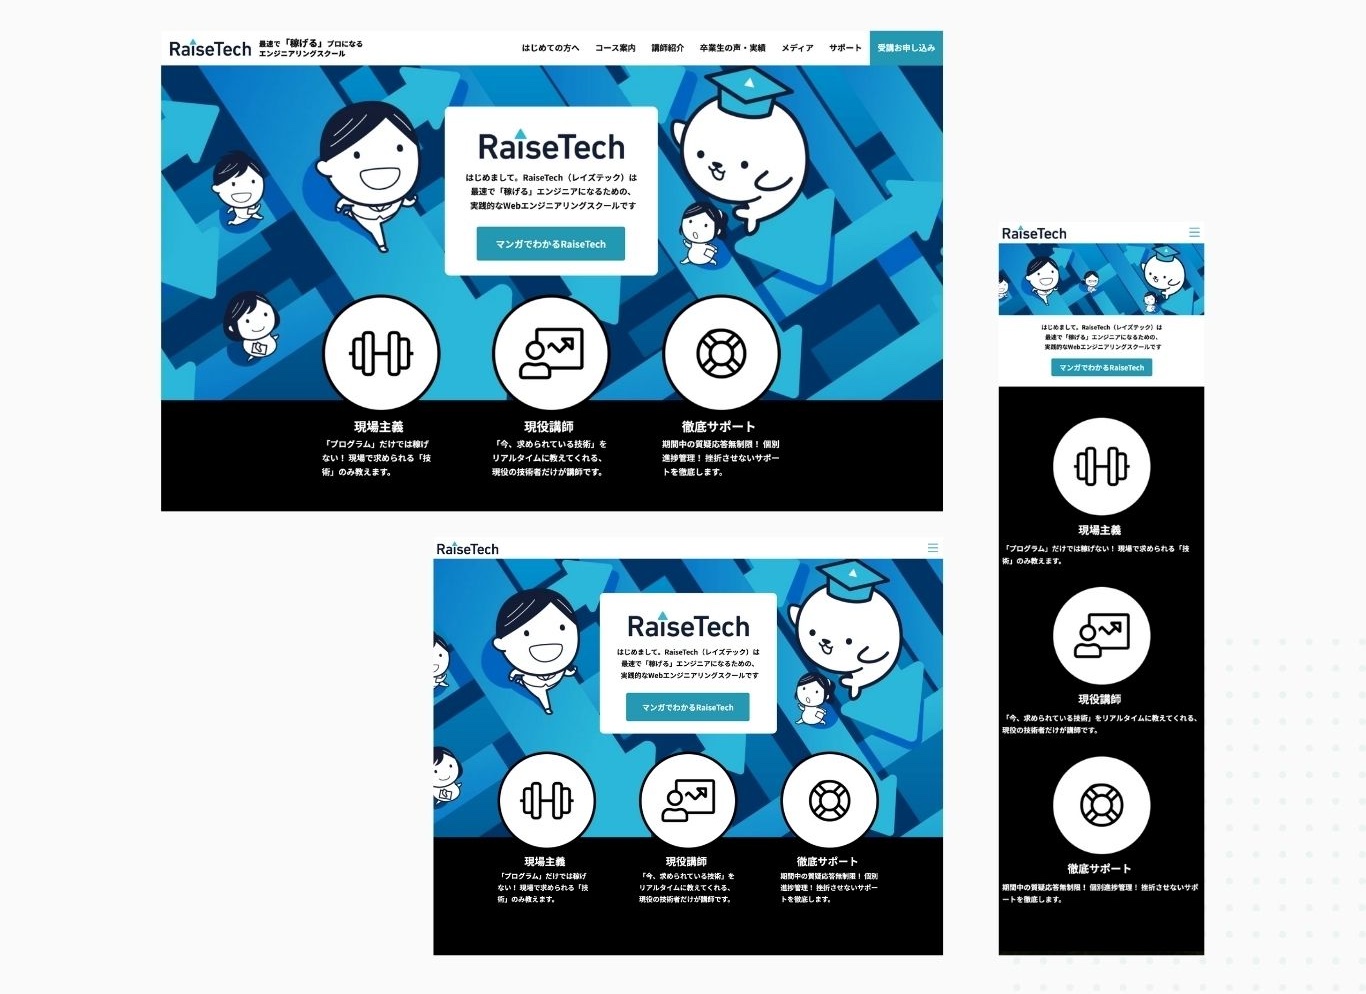 RaiseTech
最速で「稼げる」プロになる
エンジニアリングスクール
はじめての方へ コース案内 講師紹介 卒業生の声・実績 メディア サポート 受講お申し込み
RaiseTech
はじめまして。RaiseTech（レイズテック）は
最速で「稼げる」エンジニアになるための、
実践的なWebエンジニアリングスクールです
マンガでわかるRaiseTech
現場主義
「プログラム」だけでは稼げ
ない！ 現場で求められる「技
術」のみ教えます。
現役講師
「今、求められている技術」を
リアルタイムに教えてくれる、
現役の技術者だけが講師です。
徹底サポート
期間中の質疑応答無制限！ 個別
進捗管理！ 挫折させないサポー
トを徹底します。
RaiseTech
RaiseTech
はじめまして。RaiseTech（レイズテック）は
最速で「稼げる」エンジニアになるための、
実践的なWebエンジニアリングスクールです
マンガでわかるRaiseTech
現場主義
「プログラム」だけでは稼げ
ない！ 現場で求められる「技
術」のみ教えます。
現役講師
「今、求められている技術」を
リアルタイムに教えてくれる、
現役の技術者だけが講師です。
徹底サポート
期間中の質疑応答無制限！ 個別
進捗管理！ 挫折させないサポー
トを徹底します。
RaiseTech
はじめまして。RaiseTech（レイズテック）は
最速で「稼げる」エンジニアになるための、
実践的なWebエンジニアリングスクールです
マンガでわかるRaiseTech
現場主義
「プログラム」だけでは稼げない！ 現場で求められる「技
術」のみ教えます。
現役講師
「今、求められている技術」をリアルタイムに教えてくれる、
現役の技術者だけが講師です。
徹底サポート
期間中の質疑応答無制限！ 個別進捗管理！ 挫折させないサポ
ートを徹底します。